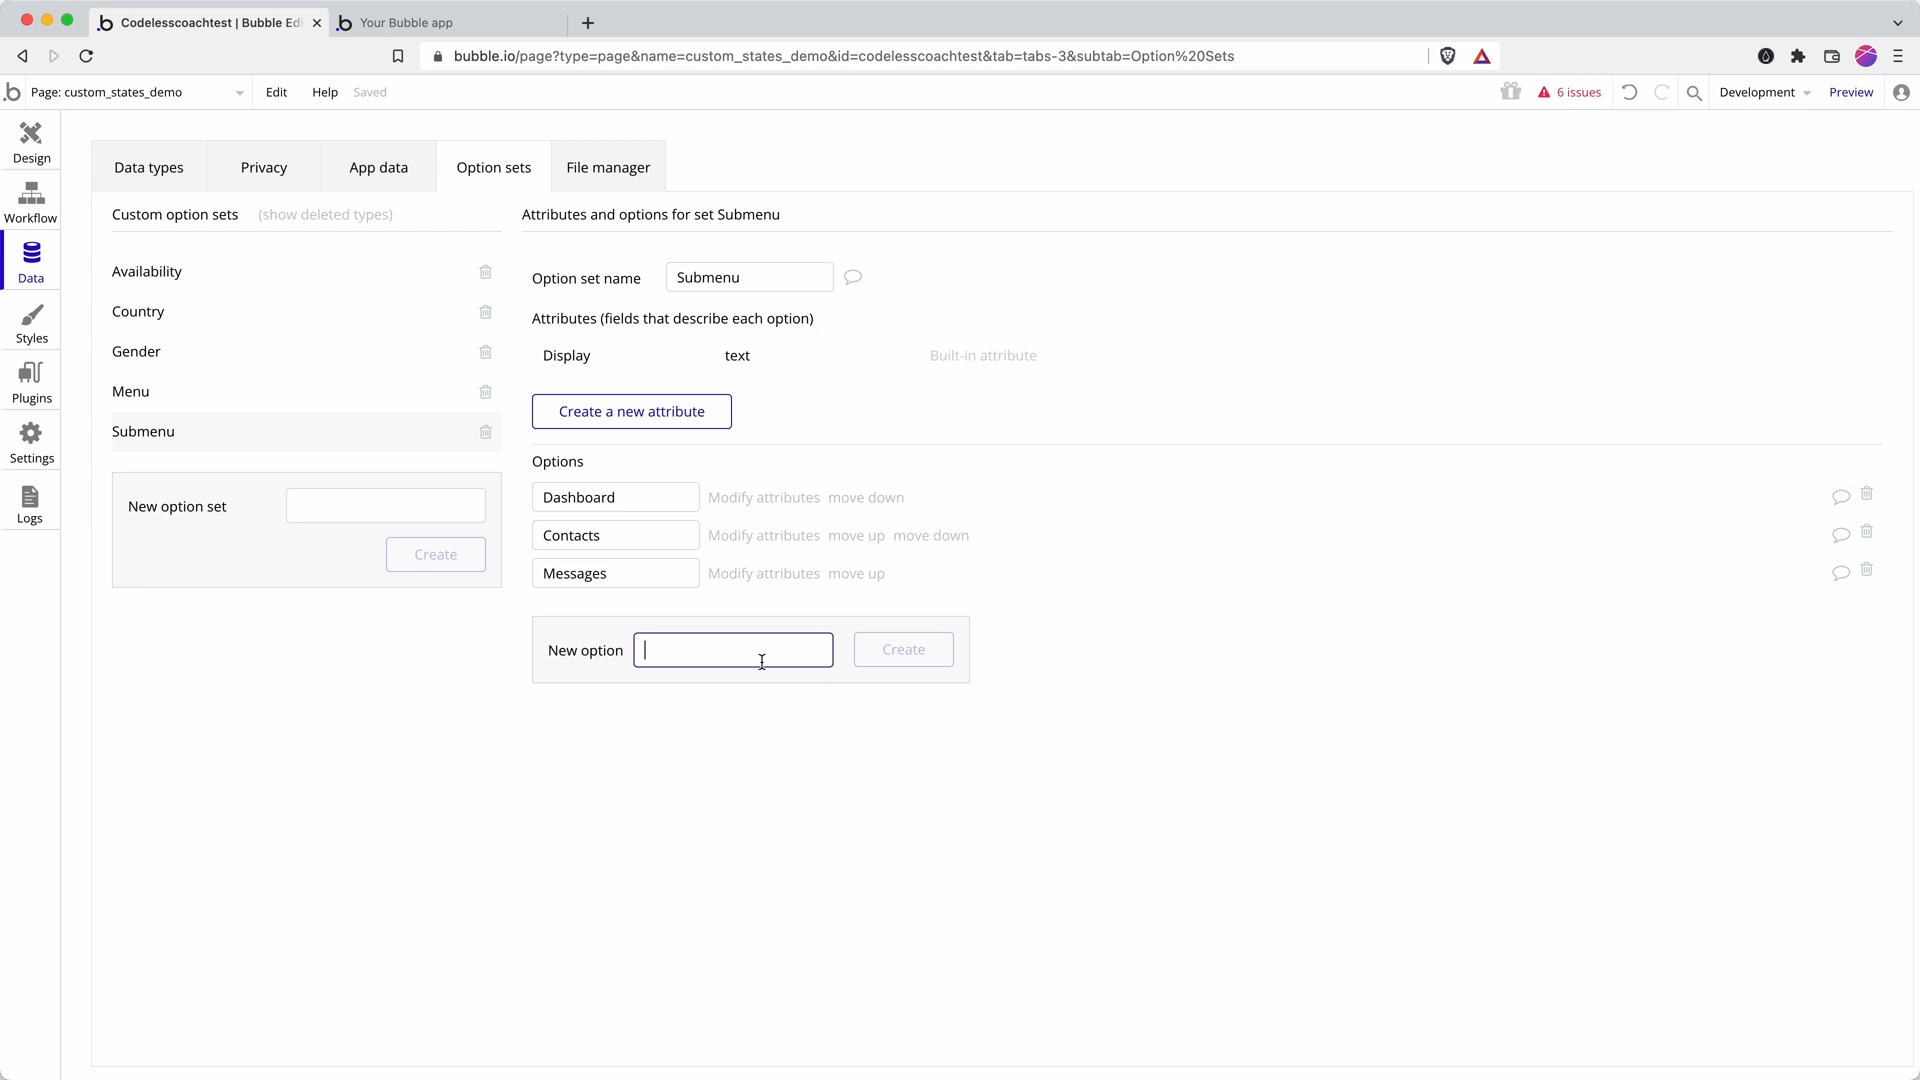 Codelesscoachtest | Bubble Edi
Your Bubble app
bubble.io/page?type=page&name=custom_states_demo&id=codelesscoachtest&tab=tabs-3&subtab=Option%20Sets
Page: custom_states_demo
Edit
Help
Saved
6 issues
Development
Preview
Design
Workflow
Data
Styles
Plugins
Settings
Logs
Data types
Privacy
App data
Option sets
File manager
Custom option sets (show deleted types)
Availability
Country
Gender
Menu
Submenu
New option set
Create
Attributes and options for set Submenu
Option set name Submenu
Attributes (fields that describe each option)
Display text Built-in attribute
Create a new attribute
Options
Dashboard Modify attributes move down
Contacts Modify attributes move up move down
Messages Modify attributes move up
New option Create